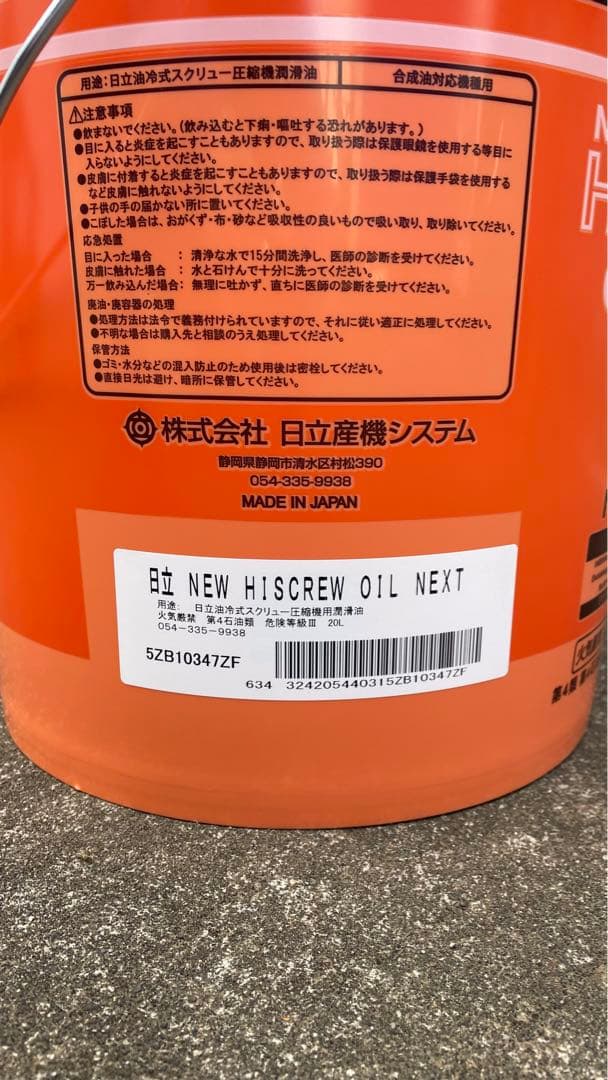 用途:日立油冷式スクリュー圧縮機潤滑油
合成油対応機種用
⚠注意事項
●飲まないでください。(飲み込むと下痢・嘔吐する恐れがあります。)
●目に入ると炎症を起こすこともありますので、取り扱う際は保護眼鏡を使用する等目に
入らないようにしてください。
●皮膚に付着すると炎症を起こすこともありますので、取り扱う際は保護手袋を使用する
など皮膚に触れないようにしてください。
●子供の手の届かない所に置いてください。
●こぼした場合は、おがくず・布・砂など吸収性の良いもので吸い取り、取り除いてください。
応急処置
目に入った場合 : 清浄な水で15分間洗浄し、医師の診断を受けてください。
皮膚に触れた場合 : 水と石けんで十分に洗ってください。
万一飲み込んだ場合: 無理に吐かず、直ちに医師の診断を受けてください。
廃油・廃容器の処理
●処理方法は法令で義務付けられていますので、それに従い適正に処理してください。
●不明な場合は購入先と相談のうえ処理してください。
保管方法
●ゴミ・水分などの混入防止のため使用後は密栓してください。
●直接日光は避け、暗所に保管してください。
株式会社 日立産機システム
静岡県静岡市清水区村松390
054-335-9938
MADE IN JAPAN
日立 NEW HISCREW OIL NEXT
用途: 日立油冷式スクリュー圧縮機用潤滑油
火気厳禁 第4石油類 危険等級Ⅲ 20L
054-335-9938
5ZB10347ZF
634 324205440315ZB10347ZF